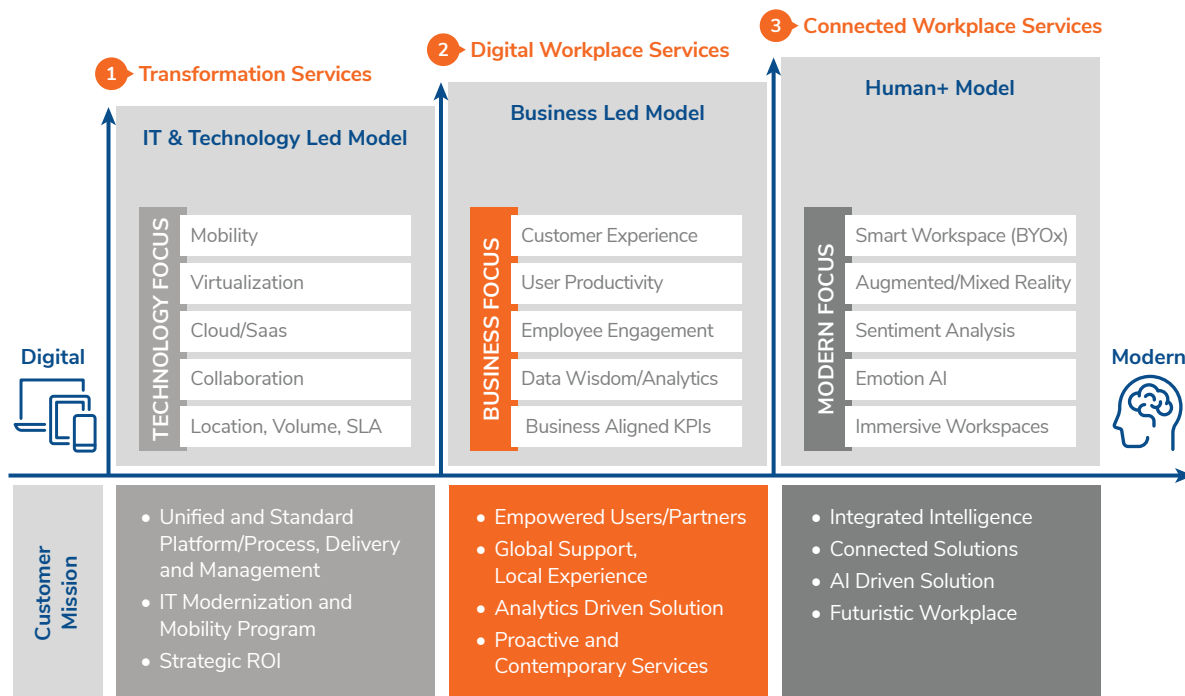 1 Transformation Services
IT & Technology Led Model
TECHNOLOGY FOCUS
Mobility
Virtualization
Cloud/Saas
Collaboration
Location, Volume, SLA
2 Digital Workplace Services
Business Led Model
BUSINESS FOCUS
Customer Experience
User Productivity
Employee Engagement
Data Wisdom/Analytics
Business Aligned KPIs
3 Connected Workplace Services
Human+ Model
MODERN FOCUS
Smart Workspace (BYOx)
Augmented/Mixed Reality
Sentiment Analysis
Emotion AI
Immersive Workspaces
Digital
Modern
Customer
Mission
• Unified and Standard
Platform/Process, Delivery
and Management
• IT Modernization and
Mobility Program
• Strategic ROI
• Empowered Users/Partners
• Global Support,
Local Experience
• Analytics Driven Solution
• Proactive and
Contemporary Services
• Integrated Intelligence
• Connected Solutions
• AI Driven Solution
• Futuristic Workplace